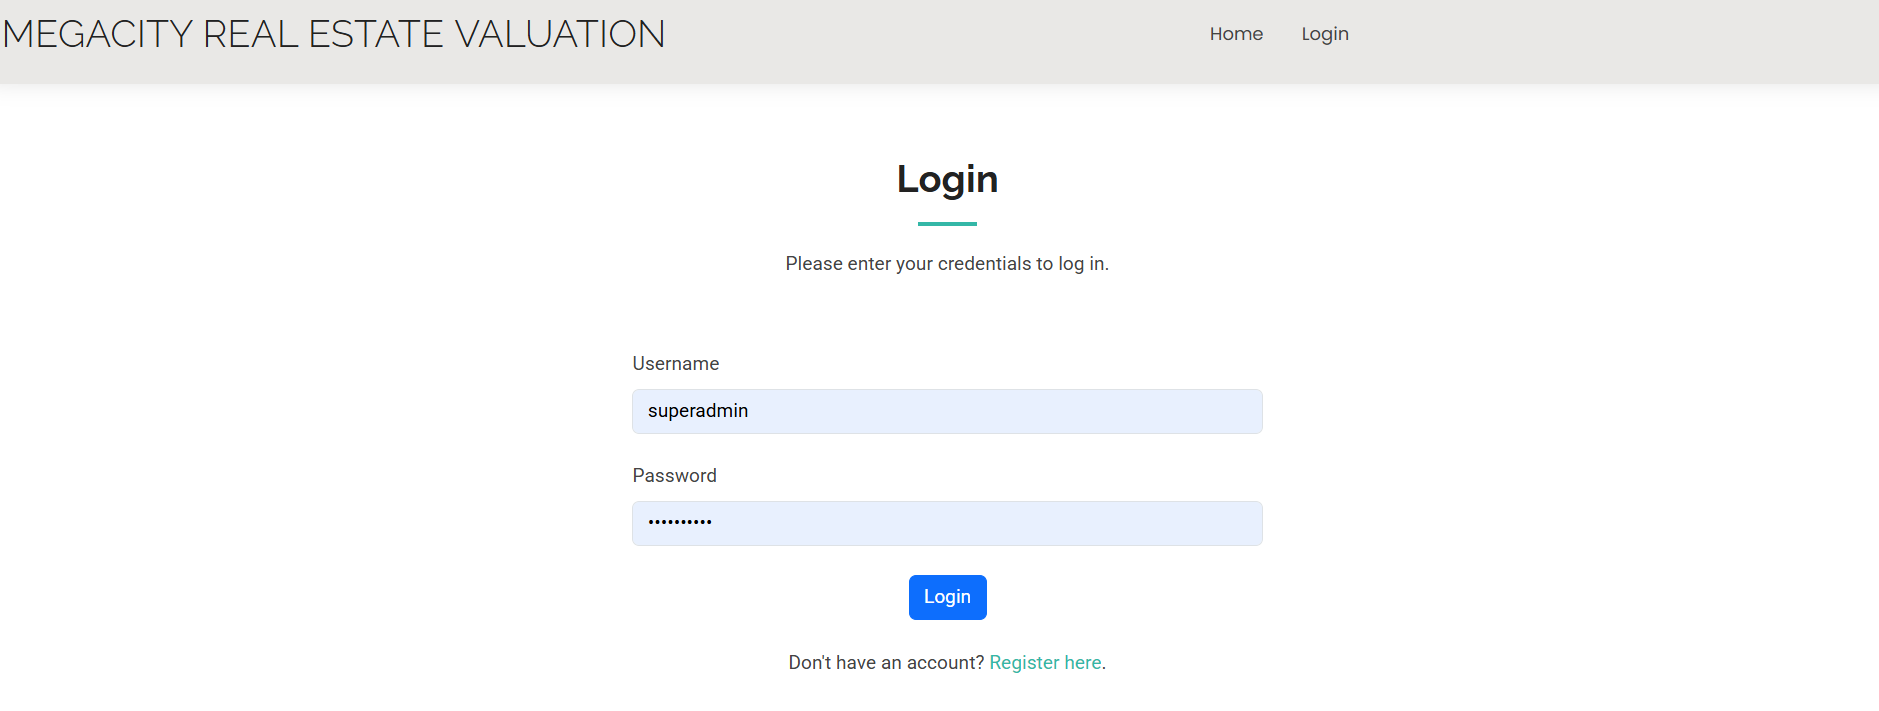 MEGACITY REAL ESTATE VALUATION
Home Login
Login
Please enter your credentials to log in.
Username
superadmin
Password
••••••••••
Login
Don't have an account? Register here.